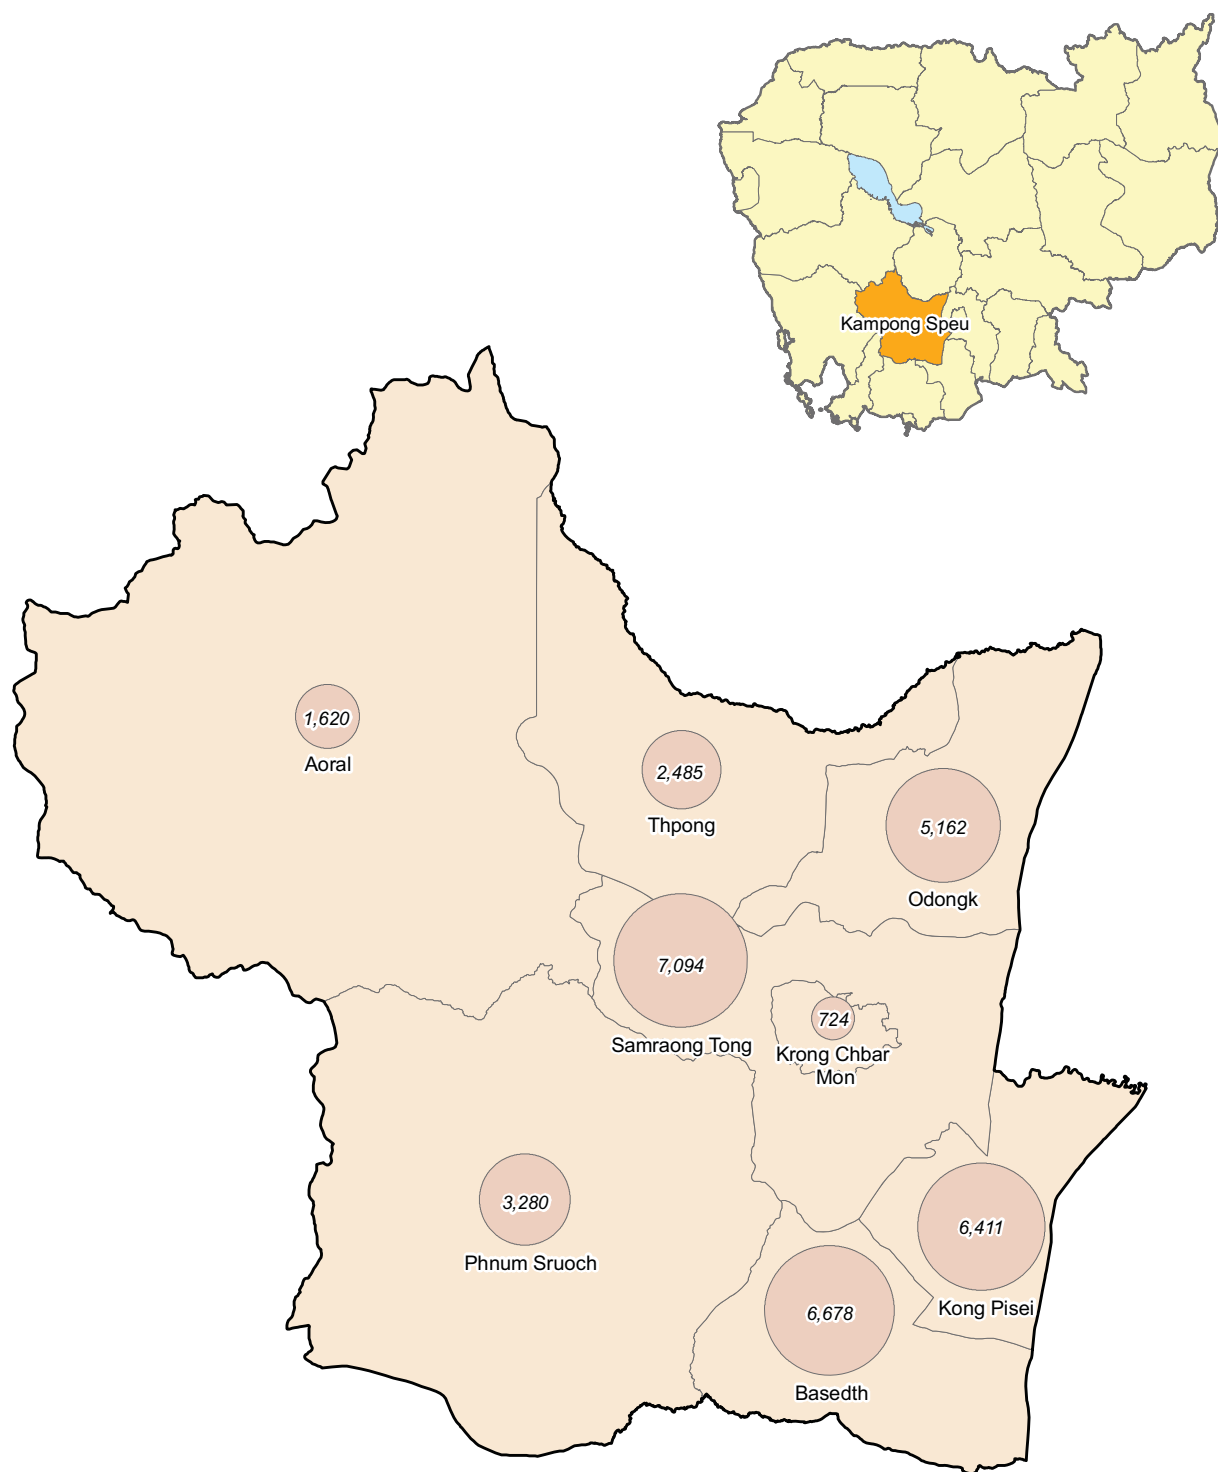 Kampong Speu
1,620
Aoral
2,485
Thpong
5,162
Odongk
7,094
Samraong Tong
724
Krong Chbar
Mon
3,280
Phnum Sruoch
6,411
Kong Pisei
6,678
Basedth